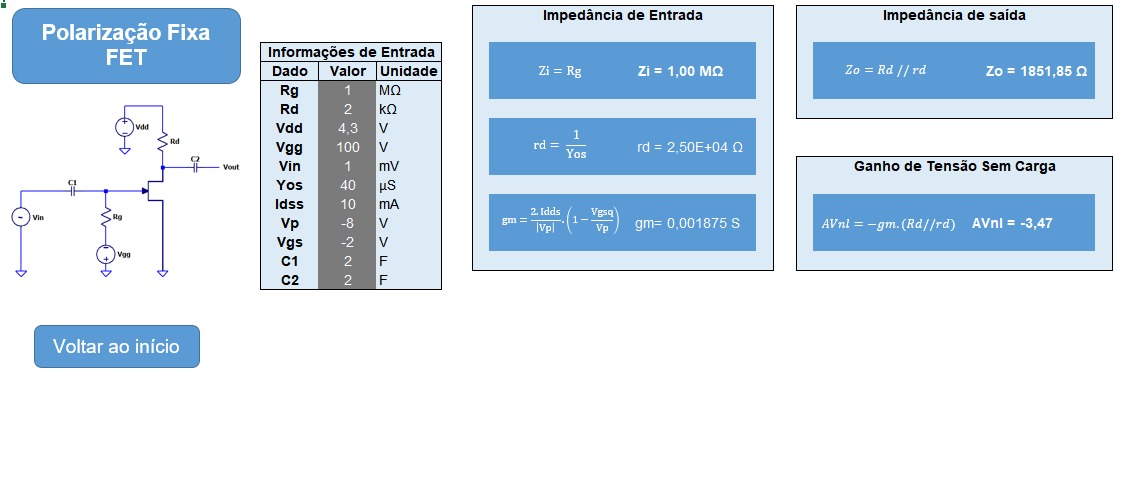 Polarização Fixa
FET
Vdd
Rd
C2
Vout
C1
Vin
Rg
Vgg
Voltar ao início
Informações de Entrada
Dado Valor Unidade
Rg 1 MΩ
Rd 2 kΩ
Vdd 4,3 V
Vgg 100 V
Vin 1 mV
Yos 40 µS
Idss 10 mA
Vp -8 V
Vgs -2 V
C1 2 F
C2 2 F
Impedância de Entrada
Zi = Rg Zi = 1,00 MΩ
rd = 1/Yos rd = 2,50E+04 Ω
gm = 2.Idds/|Vp| . (1 − Vgsq/Vp) gm= 0,001875 S
Impedância de saída
Zo = Rd // rd Zo = 1851,85 Ω
Ganho de Tensão Sem Carga
AVnl = −gm.(Rd//rd) AVnl = -3,47